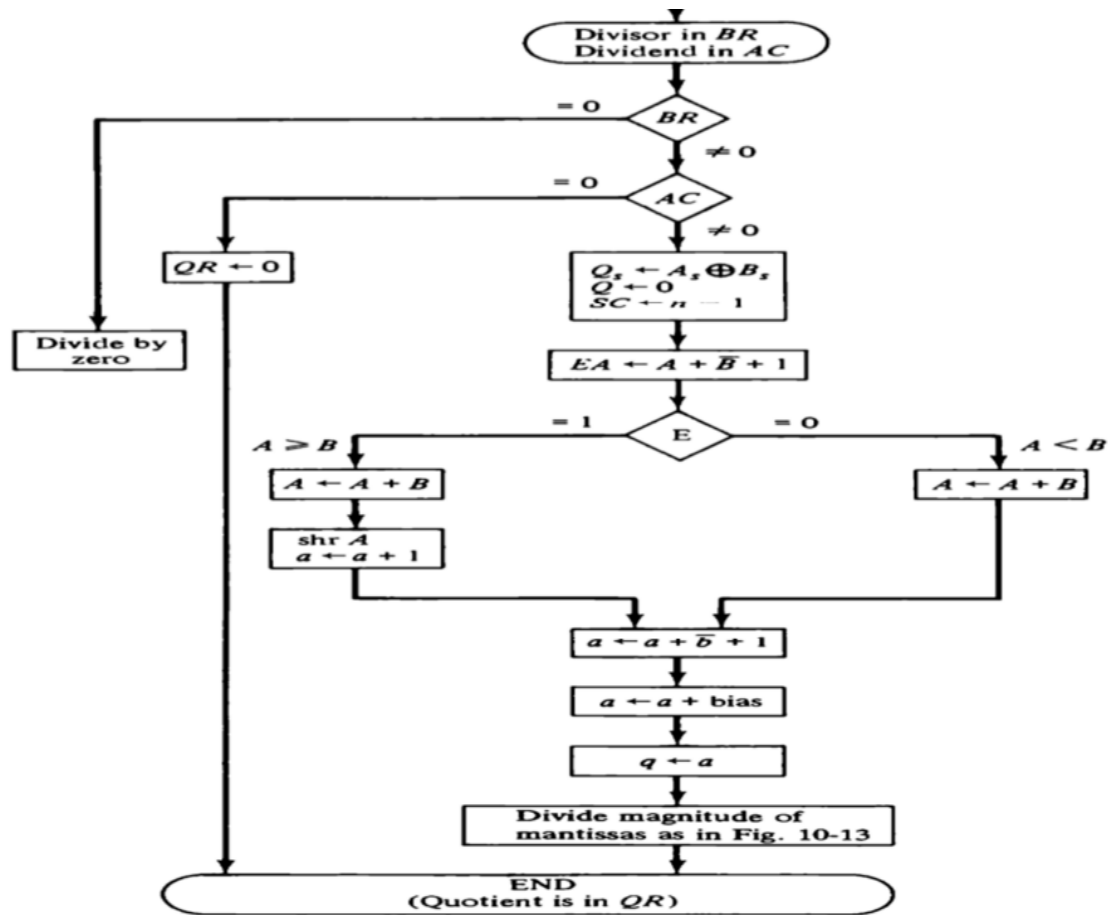 Divisor in BR
Dividend in AC
= 0
BR
≠ 0
= 0
AC
≠ 0
QR ← 0
Qₛ ← Aₛ ⊕ Bₛ
Q ← 0
SC ← n − 1
Divide by
zero
EA ← A + B̅ + 1
= 1
E
= 0
A ⩾ B
A < B
A ← A + B
A ← A + B
shr A
a ← a + 1
a ← a + b̅ + 1
a ← a + bias
q ← a
Divide magnitude of
mantissas as in Fig. 10-13
END
(Quotient is in QR)